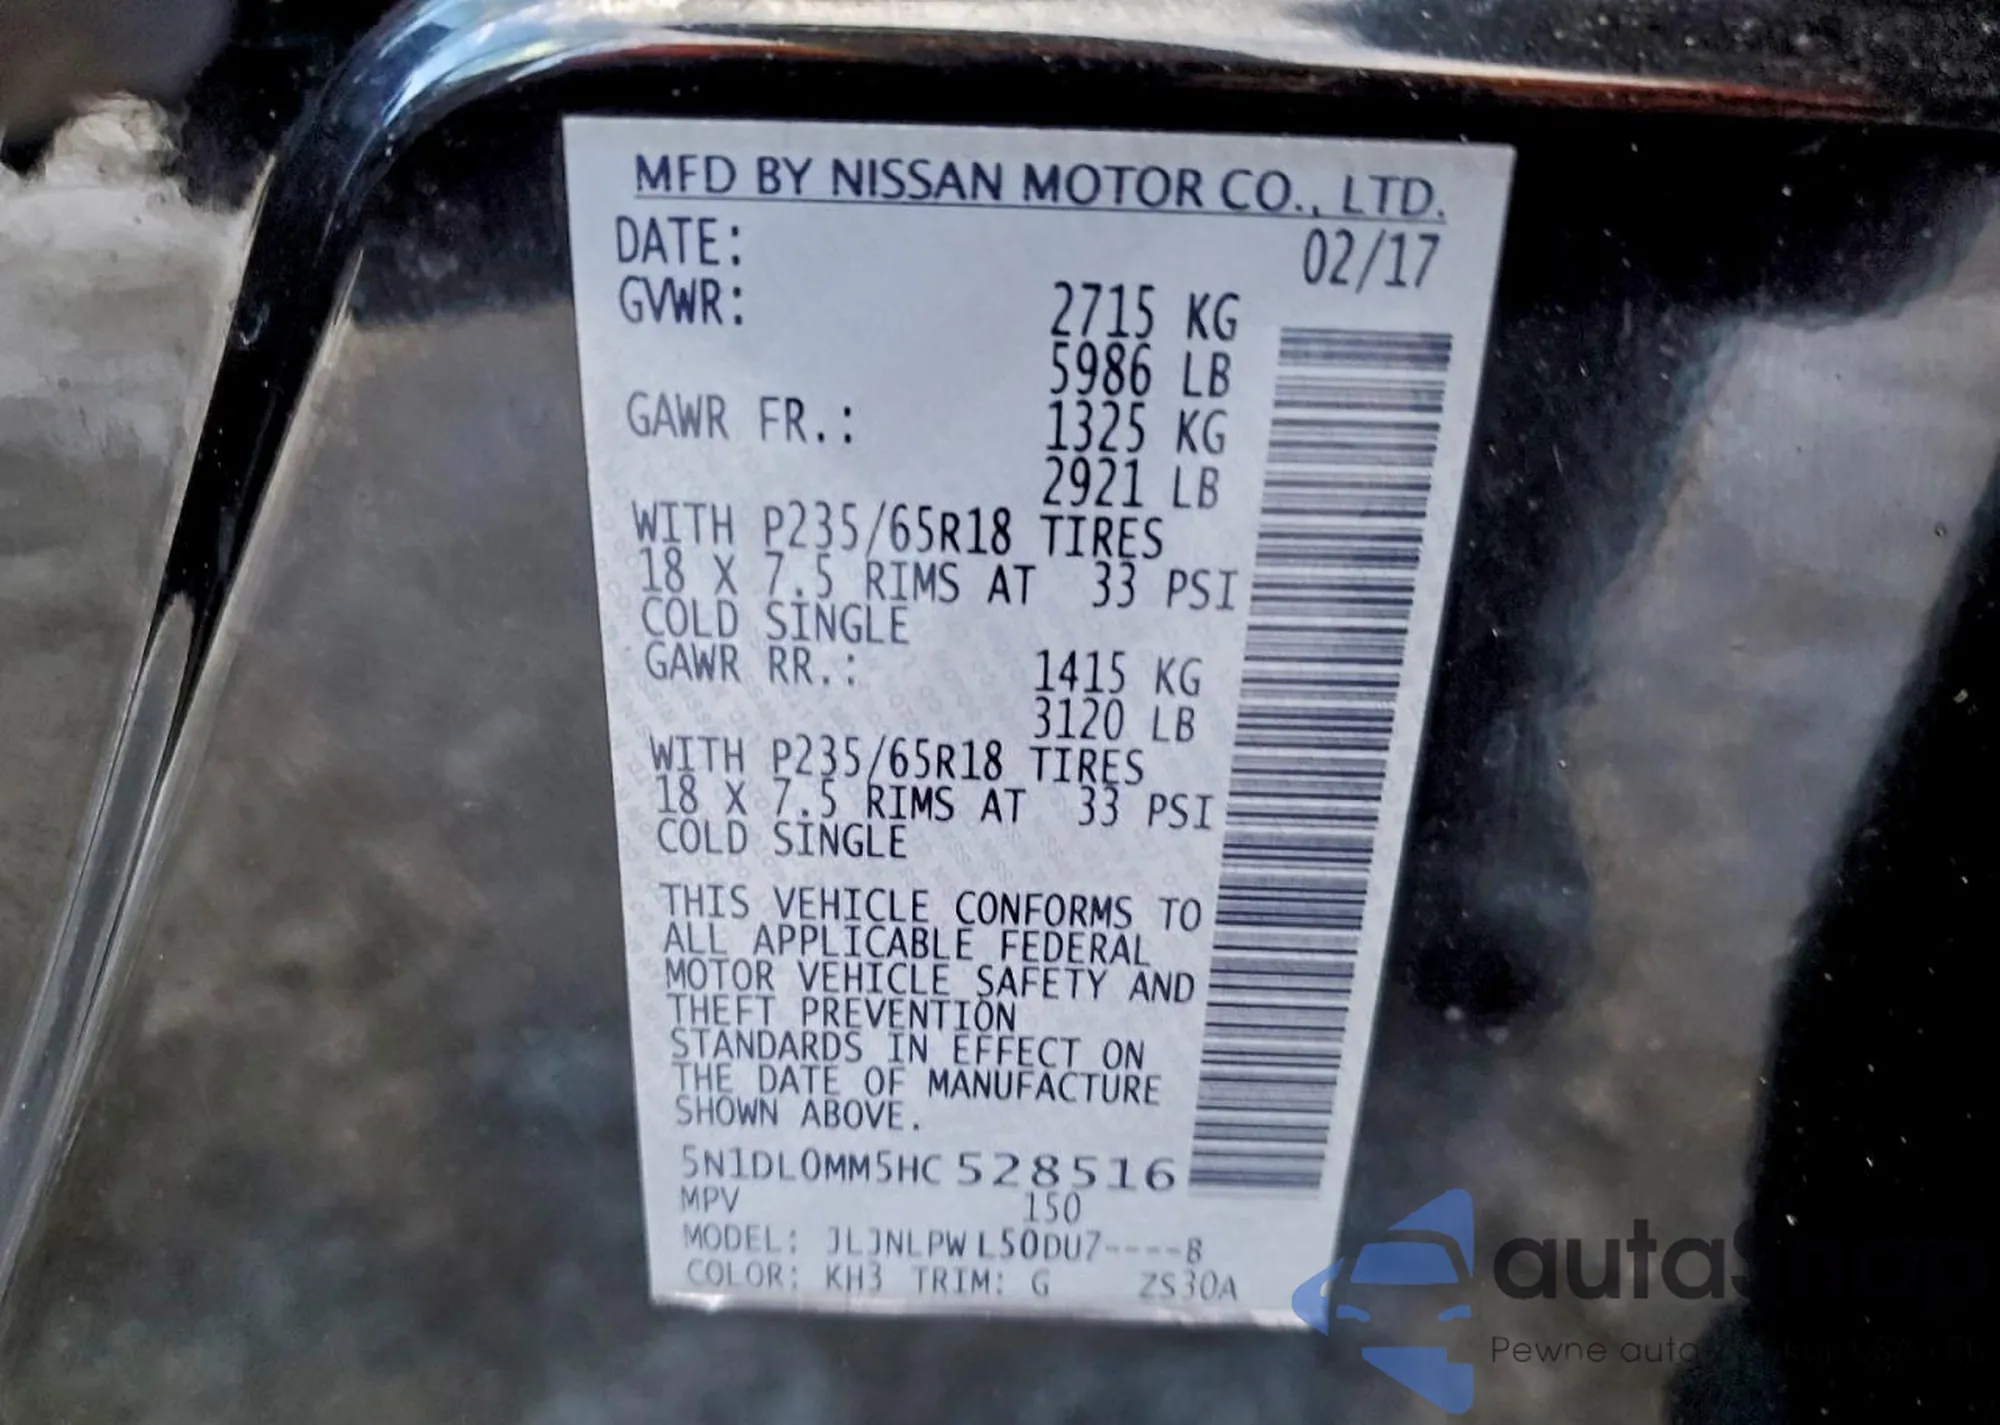 MFD BY NISSAN MOTOR CO., LTD.
DATE: 02/17
GVWR: 2715 KG
5986 LB
GAWR FR.: 1325 KG
2921 LB
WITH P235/65R18 TIRES
18 X 7.5 RIMS AT 33 PSI
COLD SINGLE
GAWR RR.: 1415 KG
3120 LB
WITH P235/65R18 TIRES
18 X 7.5 RIMS AT 33 PSI
COLD SINGLE
THIS VEHICLE CONFORMS TO
ALL APPLICABLE FEDERAL
MOTOR VEHICLE SAFETY AND
THEFT PREVENTION
STANDARDS IN EFFECT ON
THE DATE OF MANUFACTURE
SHOWN ABOVE.
5N1DL0MM5HC528516
MPV 150
MODEL: JLJNLPW L50DU7----B
COLOR: KH3 TRIM: G ZS30A
autaShop
Pewne auta